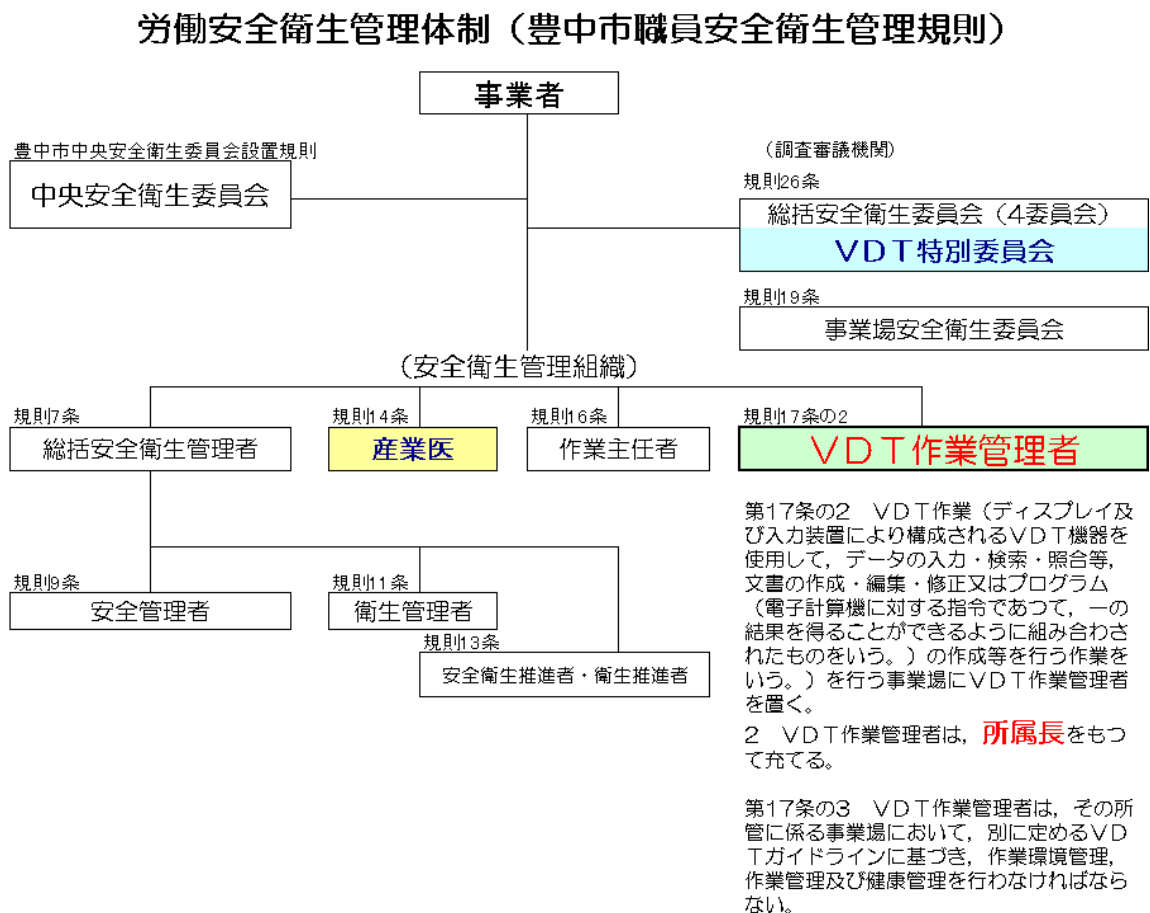 労働安全衛生管理体制（豊中市職員安全衛生管理規則）
事業者
豊中市中央安全衛生委員会設置規則
中央安全衛生委員会
（調査審議機関）
規則26条
総括安全衛生委員会（4委員会）
ＶＤＴ特別委員会
規則19条
事業場安全衛生委員会
（安全衛生管理組織）
規則7条
総括安全衛生管理者
規則14条
産業医
規則16条
作業主任者
規則17条の2
ＶＤＴ作業管理者
規則9条
安全管理者
規則11条
衛生管理者
規則13条
安全衛生推進者・衛生推進者
第17条の2　ＶＤＴ作業（ディスプレイ及
び入力装置により構成されるＶＤＴ機器を
使用して，データの入力・検索・照合等，
文書の作成・編集・修正又はプログラム
（電子計算機に対する指令であつて，一の
結果を得ることができるように組み合わさ
れたものをいう。）の作成等を行う作業を
いう。）を行う事業場にＶＤＴ作業管理者
を置く。
2　ＶＤＴ作業管理者は，所属長をもつ
て充てる。
第17条の3　ＶＤＴ作業管理者は，その所
管に係る事業場において，別に定めるＶＤ
Ｔガイドラインに基づき，作業環境管理，
作業管理及び健康管理を行わなければなら
ない。